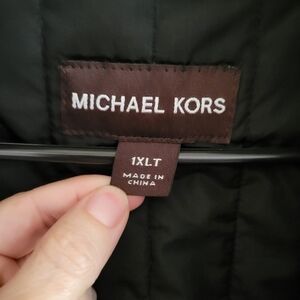 MICHAEL KORS
1XLT
MADE IN
CHINA